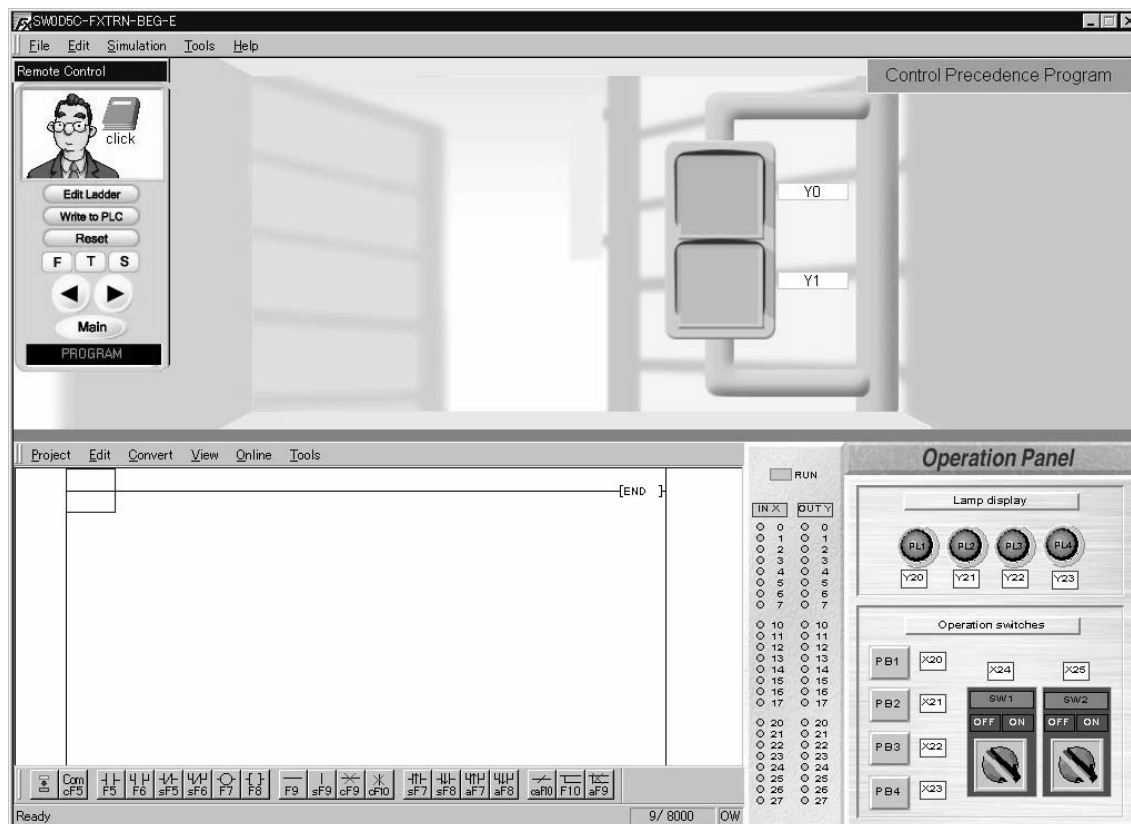 SW0D5C-FXTRN-BEG-E
File Edit Simulation Tools Help
Remote Control
click
Edit Ladder
Write to PLC
Reset
F T S
Main
PROGRAM
Control Precedence Program
Y0
Y1
Project Edit Convert View Online Tools
[END ]
RUN
IN X OUT Y
0 0
1 1
2 2
3 3
4 4
5 5
6 6
7 7
10 10
11 11
12 12
13 13
14 14
15 15
16 16
17 17
20 20
21 21
22 22
23 23
24 24
25 25
26 26
27 27
Operation Panel
Lamp display
PL1 PL2 PL3 PL4
Y20 Y21 Y22 Y23
Operation switches
PB1 X20
PB2 X21
PB3 X22
PB4 X23
X24 X25
SW1 SW2
OFF ON OFF ON
Com
cF5 F5 F6 sF5 sF6 F7 F8 F9 sF9 cF9 cF10 sF7 sF8 aF7 aF8 caF10 F10 aF9
Ready 9/ 8000 OW